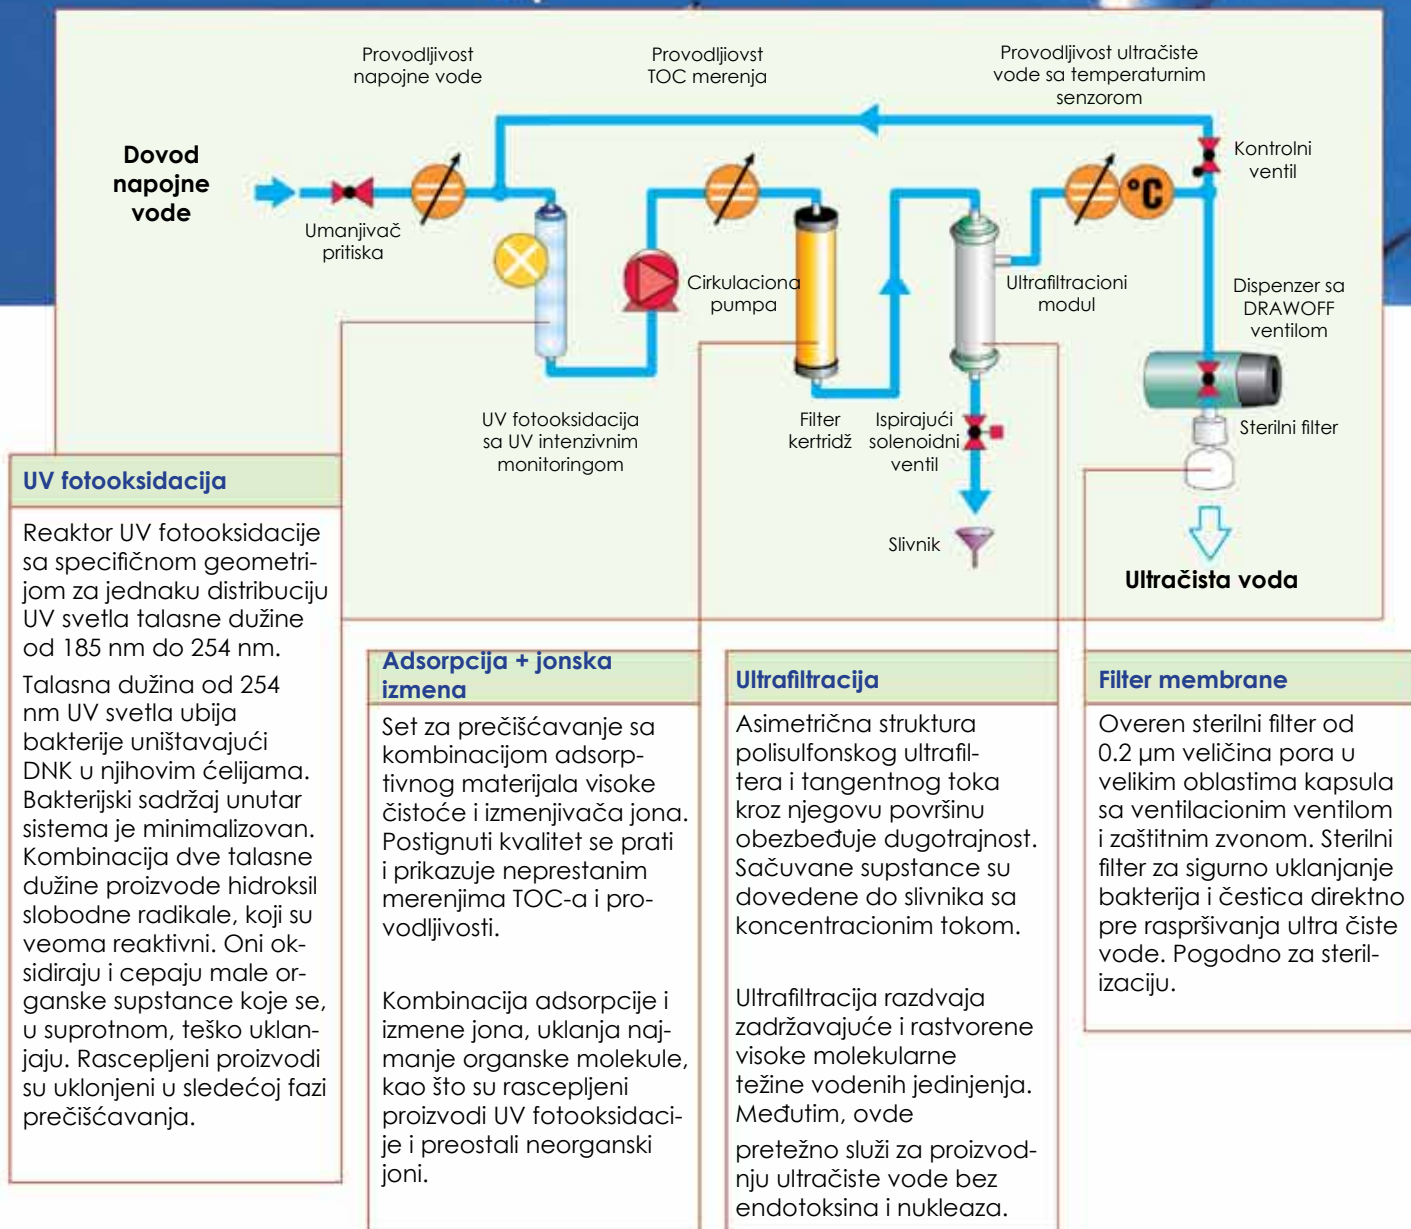 Provodljivost
napojne vode
Provodljiovst
TOC merenja
Provodljivost ultračiste
vode sa temperaturnim
senzorom
Dovod
napojne
vode
Kontrolni
ventil
°C
Umanjivač
pritiska
Cirkulaciona
pumpa
Ultrafiltracioni
modul
Dispenzer sa
DRAWOFF
ventilom
UV fotooksidacija
sa UV intenzivnim
monitoringom
Filter
kertridž
Ispirajući
solenoidni
ventil
Sterilni filter
Slivnik
Ultračista voda
UV fotooksidacija
Reaktor UV fotooksidacije
sa specifičnom geometri-
jom za jednaku distribuciju
UV svetla talasne dužine
od 185 nm do 254 nm.
Talasna dužina od 254
nm UV svetla ubija
bakterije uništavajući
DNK u njihovim ćelijama.
Bakterijski sadržaj unutar
sistema je minimalizovan.
Kombinacija dve talasne
dužine proizvode hidroksil
slobodne radikale, koji su
veoma reaktivni. Oni ok-
sidiraju i cepaju male or-
ganske supstance koje se,
u suprotnom, teško uklan-
jaju. Rascepljeni proizvodi
su uklonjeni u sledećoj fazi
prečišćavanja.
Adsorpcija + jonska
izmena
Set za prečišćavanje sa
kombinacijom adsorp-
tivnog materijala visoke
čistoće i izmenjivača jona.
Postignuti kvalitet se prati
i prikazuje neprestanim
merenjima TOC-a i pro-
vodljivosti.
Kombinacija adsorpcije i
izmene jona, uklanja naj-
manje organske molekule,
kao što su rascepljeni
proizvodi UV fotooksidaci-
je i preostali neorganski
joni.
Ultrafiltracija
Asimetrična struktura
polisulfonskog ultrafil-
tera i tangentnog toka
kroz njegovu površinu
obezbeđuje dugotrajnost.
Sačuvane supstance su
dovedene do slivnika sa
koncentracionim tokom.
Ultrafiltracija razdvaja
zadržavajuće i rastvorene
visoke molekularne
težine vodenih jedinjenja.
Međutim, ovde
pretežno služi za proizvod-
nju ultračiste vode bez
endotoksina i nukleaza.
Filter membrane
Overen sterilni filter od
0.2 µm veličina pora u
velikim oblastima kapsula
sa ventilacionim ventilom
i zaštitnim zvonom. Sterilni
filter za sigurno uklanjanje
bakterija i čestica direktno
pre raspršivanja ultra čiste
vode. Pogodno za steril-
izaciju.